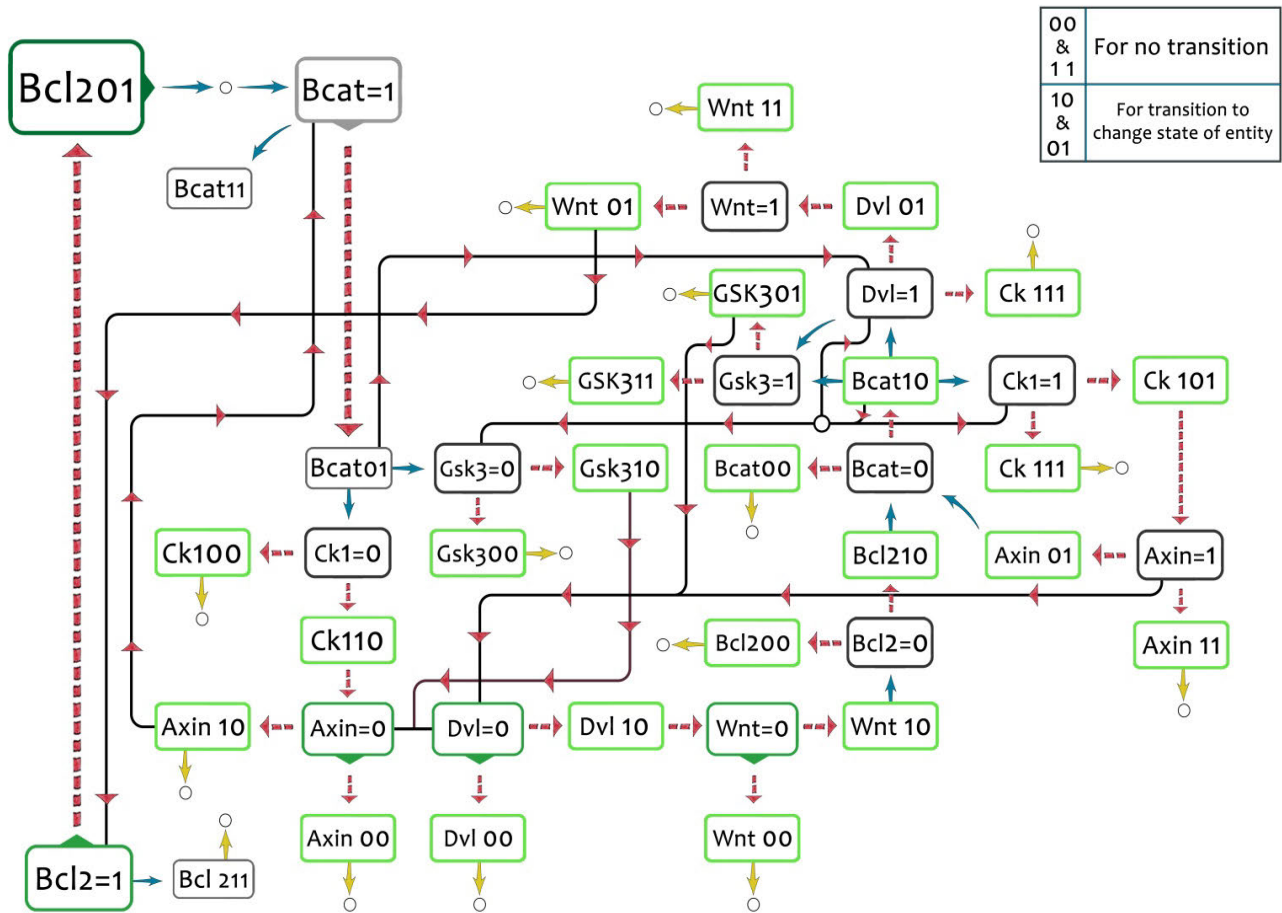 Bcl201
Bcat=1
Bcat11
00
&
11
For no transition
10
&
01
For transition to
change state of entity
Wnt 11
Wnt 01
Wnt=1
Dvl 01
GSK301
Dvl=1
Ck 111
GSK311
Gsk3=1
Bcat10
Ck1=1
Ck 101
Bcat01
Gsk3=0
Gsk310
Bcat00
Bcat=0
Ck 111
Ck100
Ck1=0
Gsk300
Bcl210
Axin 01
Axin=1
Ck110
Bcl200
Bcl2=0
Axin 11
Axin 10
Axin=0
Dvl=0
Dvl 10
Wnt=0
Wnt 10
Axin 00
Dvl 00
Wnt 00
Bcl2=1
Bcl 211